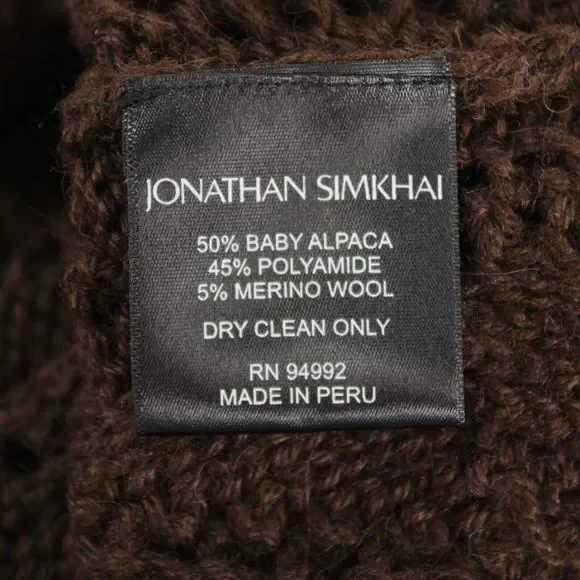 JONATHAN SIMKHAI
50% BABY ALPACA
45% POLYAMIDE
5% MERINO WOOL
DRY CLEAN ONLY
RN 94992
MADE IN PERU